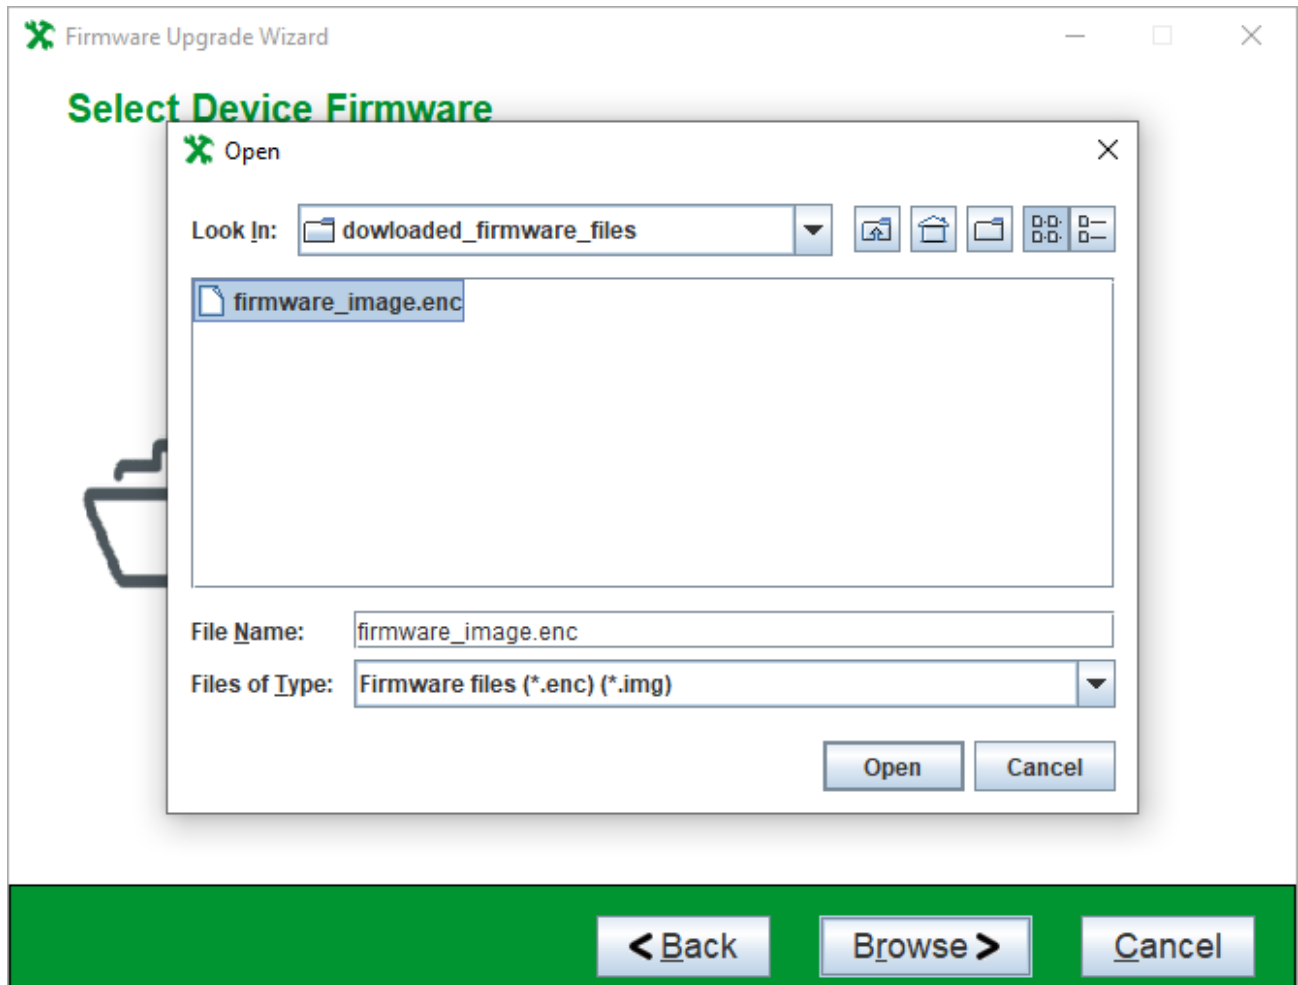 Firmware Upgrade Wizard
Select Device Firmware
Open
Look In: dowloaded_firmware_files
firmware_image.enc
File Name: firmware_image.enc
Files of Type: Firmware files (*.enc) (*.img)
Open Cancel
< Back Browse > Cancel